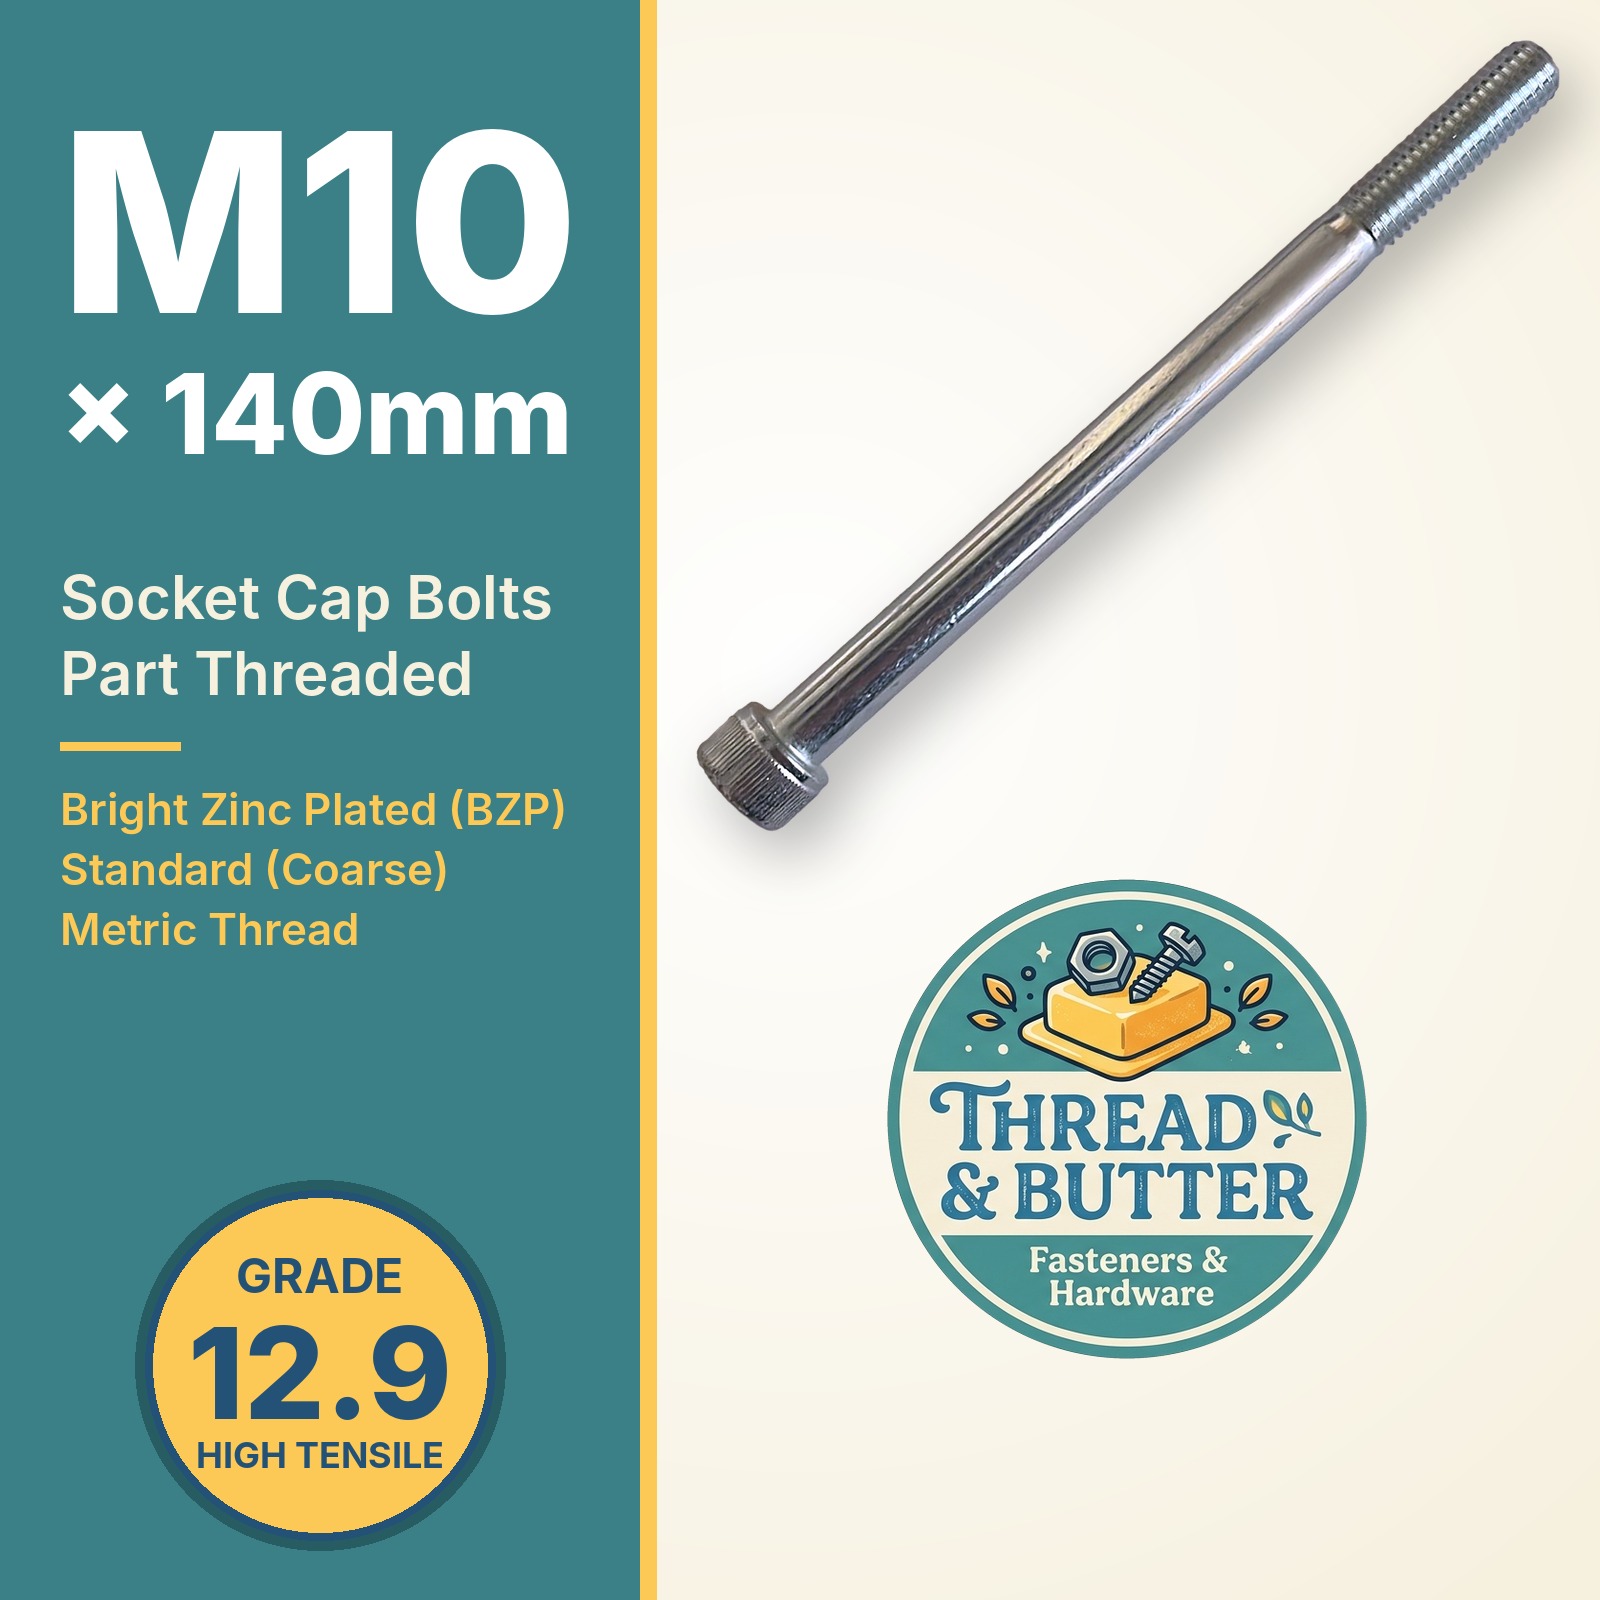 M10
× 140mm
Socket Cap Bolts
Part Threaded
Bright Zinc Plated (BZP)
Standard (Coarse)
Metric Thread
GRADE
12.9
HIGH TENSILE
THREAD
& BUTTER
Fasteners &
Hardware